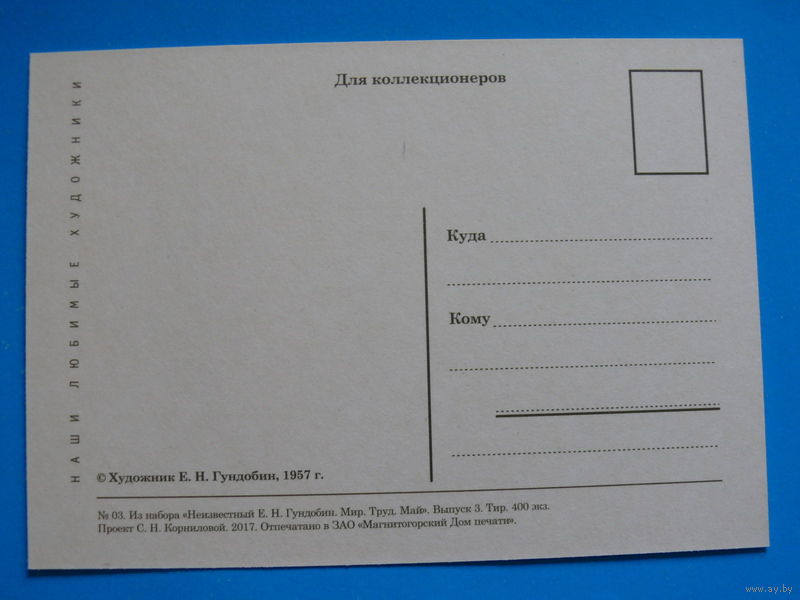 Для коллекционеров
НАШИ ЛЮБИМЫЕ ХУДОЖНИКИ
Куда
Кому
© Художник Е. Н. Гундобин, 1957 г.
№ 03. Из набора «Неизвестный Е. Н. Гундобин. Мир. Труд. Май». Выпуск 3. Тир. 400 экз.
Проект С. Н. Корниловой. 2017. Отпечатано в ЗАО «Магнитогорский Дом печати».
www.ay.by